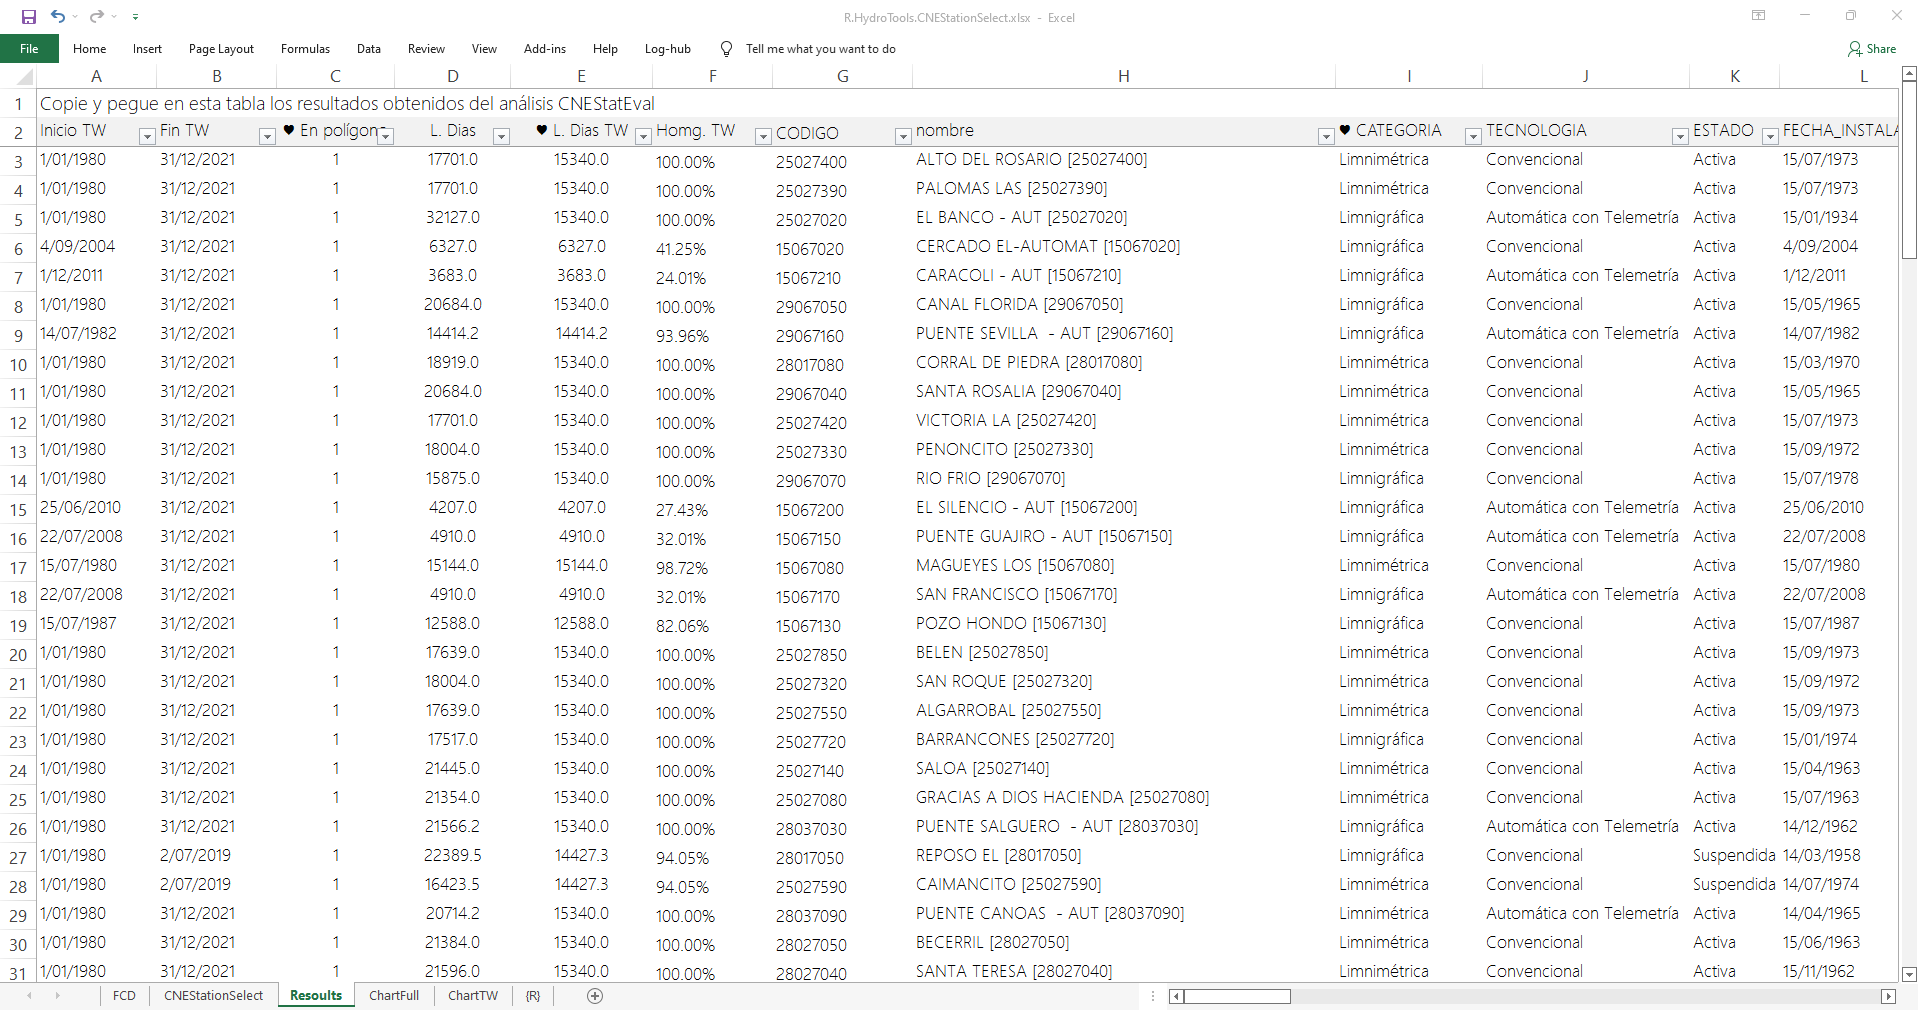 R.HydroTools.CNEStationSelect.xlsx - Excel
File Home Insert Page Layout Formulas Data Review View Add-ins Help Log-hub Tell me what you want to do Share
A B C D E F G H I J K L
1 Copie y pegue en esta tabla los resultados obtenidos del análisis CNEStatEval
2 Inicio TW Fin TW ♥ En polígono L. Dias ♥ L. Dias TW Homg. TW CODIGO nombre ♥ CATEGORIA TECNOLOGIA ESTADO FECHA_INSTALA
3 1/01/1980 31/12/2021 1 17701.0 15340.0 100.00% 25027400 ALTO DEL ROSARIO [25027400] Limnimétrica Convencional Activa 15/07/1973
4 1/01/1980 31/12/2021 1 17701.0 15340.0 100.00% 25027390 PALOMAS LAS [25027390] Limnimétrica Convencional Activa 15/07/1973
5 1/01/1980 31/12/2021 1 32127.0 15340.0 100.00% 25027020 EL BANCO - AUT [25027020] Limnigráfica Automática con Telemetría Activa 15/01/1934
6 4/09/2004 31/12/2021 1 6327.0 6327.0 41.25% 15067020 CERCADO EL-AUTOMAT [15067020] Limnigráfica Convencional Activa 4/09/2004
7 1/12/2011 31/12/2021 1 3683.0 3683.0 24.01% 15067210 CARACOLI - AUT [15067210] Limnigráfica Automática con Telemetría Activa 1/12/2011
8 1/01/1980 31/12/2021 1 20684.0 15340.0 100.00% 29067050 CANAL FLORIDA [29067050] Limnigráfica Convencional Activa 15/05/1965
9 14/07/1982 31/12/2021 1 14414.2 14414.2 93.96% 29067160 PUENTE SEVILLA - AUT [29067160] Limnigráfica Automática con Telemetría Activa 14/07/1982
10 1/01/1980 31/12/2021 1 18919.0 15340.0 100.00% 28017080 CORRAL DE PIEDRA [28017080] Limnimétrica Convencional Activa 15/03/1970
11 1/01/1980 31/12/2021 1 20684.0 15340.0 100.00% 29067040 SANTA ROSALIA [29067040] Limnimétrica Convencional Activa 15/05/1965
12 1/01/1980 31/12/2021 1 17701.0 15340.0 100.00% 25027420 VICTORIA LA [25027420] Limnimétrica Convencional Activa 15/07/1973
13 1/01/1980 31/12/2021 1 18004.0 15340.0 100.00% 25027330 PENONCITO [25027330] Limnimétrica Convencional Activa 15/09/1972
14 1/01/1980 31/12/2021 1 15875.0 15340.0 100.00% 29067070 RIO FRIO [29067070] Limnimétrica Convencional Activa 15/07/1978
15 25/06/2010 31/12/2021 1 4207.0 4207.0 27.43% 15067200 EL SILENCIO - AUT [15067200] Limnigráfica Automática con Telemetría Activa 25/06/2010
16 22/07/2008 31/12/2021 1 4910.0 4910.0 32.01% 15067150 PUENTE GUAJIRO - AUT [15067150] Limnigráfica Automática con Telemetría Activa 22/07/2008
17 15/07/1980 31/12/2021 1 15144.0 15144.0 98.72% 15067080 MAGUEYES LOS [15067080] Limnimétrica Convencional Activa 15/07/1980
18 22/07/2008 31/12/2021 1 4910.0 4910.0 32.01% 15067170 SAN FRANCISCO [15067170] Limnigráfica Automática con Telemetría Activa 22/07/2008
19 15/07/1987 31/12/2021 1 12588.0 12588.0 82.06% 15067130 POZO HONDO [15067130] Limnigráfica Convencional Activa 15/07/1987
20 1/01/1980 31/12/2021 1 17639.0 15340.0 100.00% 25027850 BELEN [25027850] Limnimétrica Convencional Activa 15/09/1973
21 1/01/1980 31/12/2021 1 18004.0 15340.0 100.00% 25027320 SAN ROQUE [25027320] Limnimétrica Convencional Activa 15/09/1972
22 1/01/1980 31/12/2021 1 17639.0 15340.0 100.00% 25027550 ALGARROBAL [25027550] Limnimétrica Convencional Activa 15/09/1973
23 1/01/1980 31/12/2021 1 17517.0 15340.0 100.00% 25027720 BARRANCONES [25027720] Limnigráfica Convencional Activa 15/01/1974
24 1/01/1980 31/12/2021 1 21445.0 15340.0 100.00% 25027140 SALOA [25027140] Limnimétrica Convencional Activa 15/04/1963
25 1/01/1980 31/12/2021 1 21354.0 15340.0 100.00% 25027080 GRACIAS A DIOS HACIENDA [25027080] Limnimétrica Convencional Activa 15/07/1963
26 1/01/1980 31/12/2021 1 21566.2 15340.0 100.00% 28037030 PUENTE SALGUERO - AUT [28037030] Limnigráfica Automática con Telemetría Activa 14/12/1962
27 1/01/1980 2/07/2019 1 22389.5 14427.3 94.05% 28017050 REPOSO EL [28017050] Limnigráfica Convencional Suspendida 14/03/1958
28 1/01/1980 2/07/2019 1 16423.5 14427.3 94.05% 25027590 CAIMANCITO [25027590] Limnimétrica Convencional Suspendida 14/07/1974
29 1/01/1980 31/12/2021 1 20714.2 15340.0 100.00% 28037090 PUENTE CANOAS - AUT [28037090] Limnimétrica Automática con Telemetría Activa 14/04/1965
30 1/01/1980 31/12/2021 1 21384.0 15340.0 100.00% 28027050 BECERRIL [28027050] Limnimétrica Convencional Activa 15/06/1963
31 1/01/1980 31/12/2021 1 21596.0 15340.0 100.00% 28027040 SANTA TERESA [28027040] Limnimétrica Convencional Activa 15/11/1962
FCD CNEStationSelect Resoults ChartFull ChartTW {R}